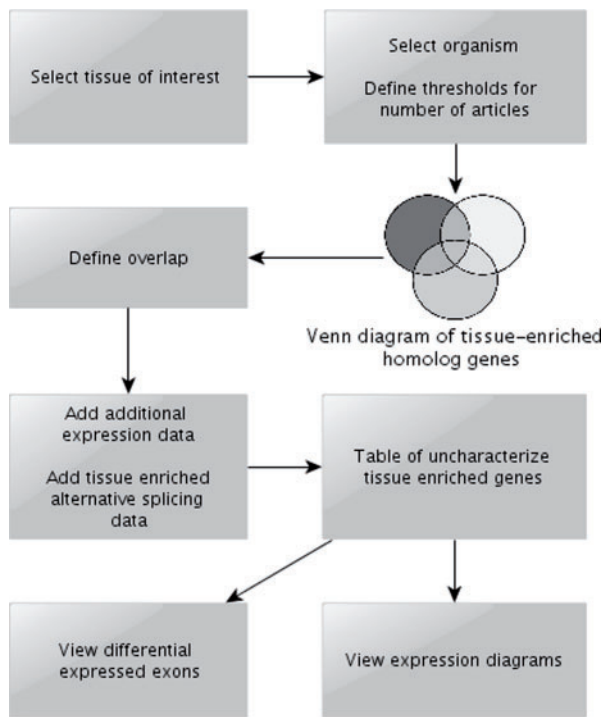 Select tissue of interest
Select organism
Define thresholds for
number of articles
Venn diagram of tissue-enriched
homolog genes
Define overlap
Add additional
expression data
Add tissue enriched
alternative splicing
data
Table of uncharacterize
tissue enriched genes
View differential
expressed exons
View expression diagrams